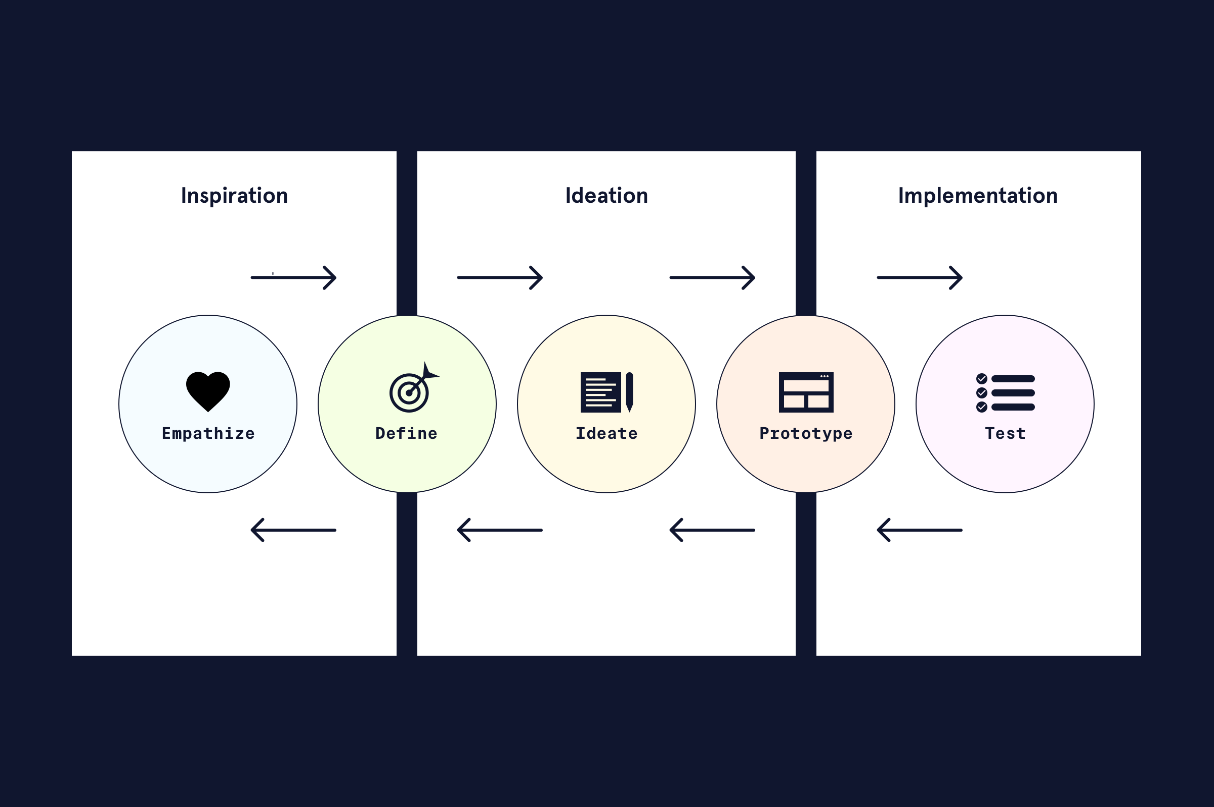 Inspiration
Ideation
Implementation
Empathize
Define
Ideate
Prototype
Test